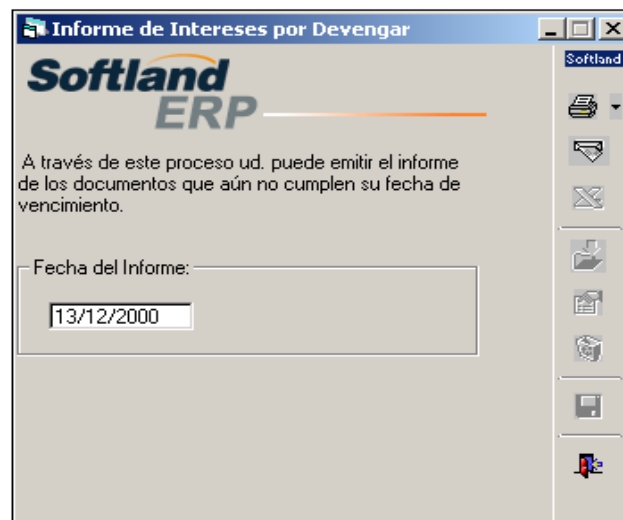 Informe de Intereses por Devengar
Softland
Softland
ERP
A través de este proceso ud. puede emitir el informe
de los documentos que aún no cumplen su fecha de
vencimiento.
Fecha del Informe:
13/12/2000